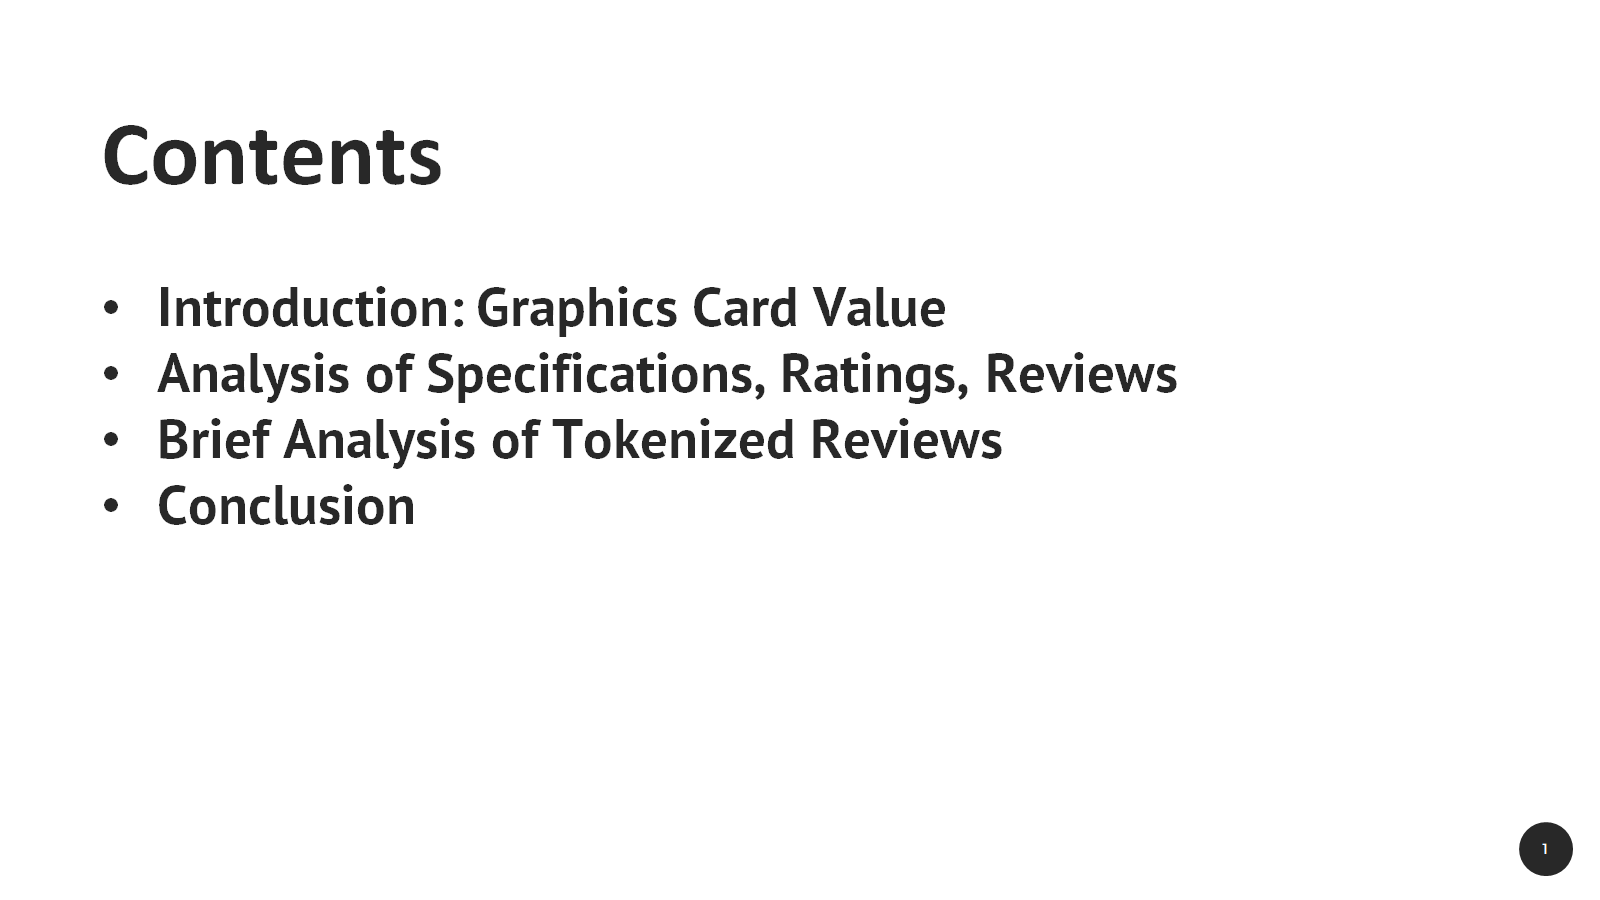 Contents
• Introduction: Graphics Card Value
• Analysis of Specifications, Ratings, Reviews
• Brief Analysis of Tokenized Reviews
• Conclusion
1